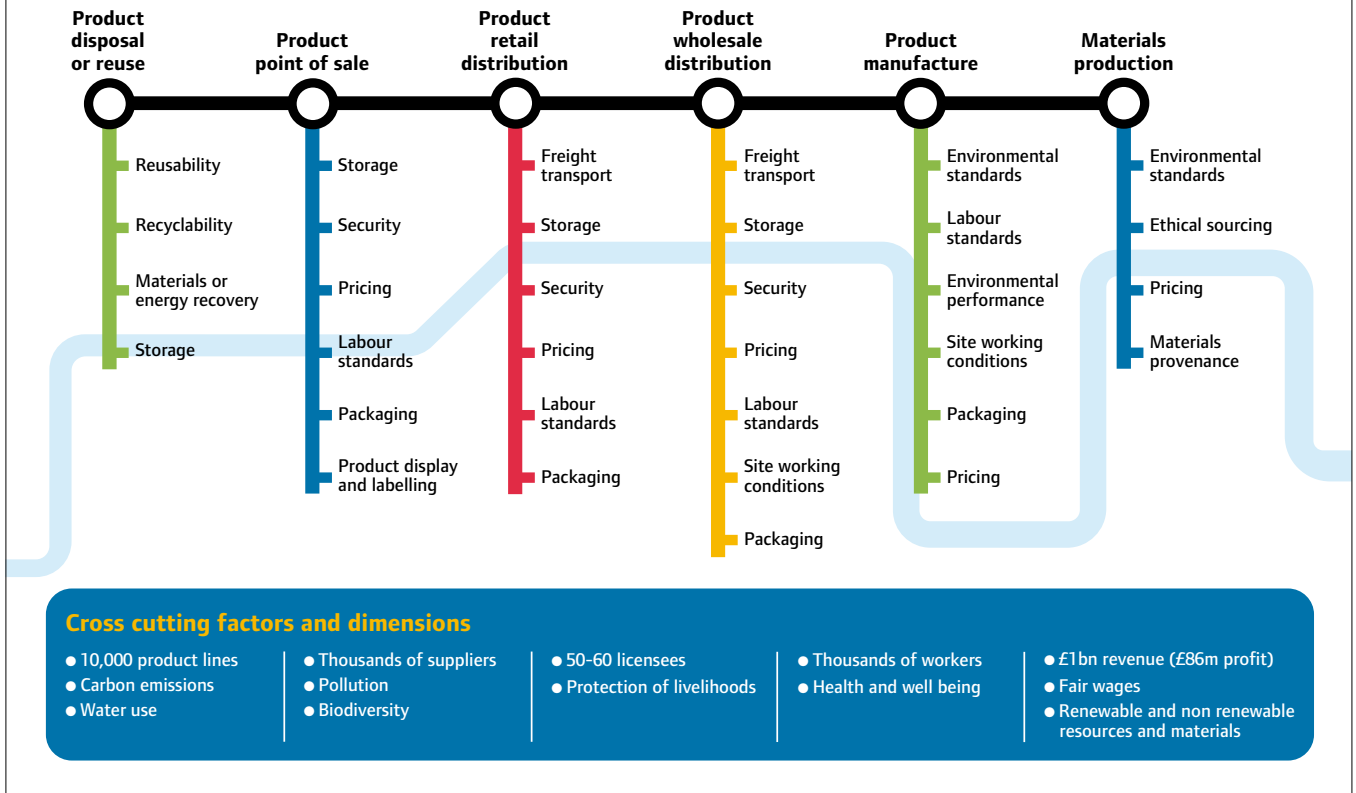 Product
disposal
or reuse
Product
point of sale
Product
retail
distribution
Product
wholesale
distribution
Product
manufacture
Materials
production
Reusability
Recyclability
Materials or
energy recovery
Storage
Storage
Security
Pricing
Labour
standards
Packaging
Product display
and labelling
Freight
transport
Storage
Security
Pricing
Labour
standards
Packaging
Freight
transport
Storage
Security
Pricing
Labour
standards
Site working
conditions
Packaging
Environmental
standards
Labour
standards
Environmental
performance
Site working
conditions
Packaging
Pricing
Environmental
standards
Ethical sourcing
Pricing
Materials
provenance
Cross cutting factors and dimensions
● 10,000 product lines
● Carbon emissions
● Water use
● Thousands of suppliers
● Pollution
● Biodiversity
● 50-60 licensees
● Protection of livelihoods
● Thousands of workers
● Health and well being
● £1bn revenue (£86m profit)
● Fair wages
● Renewable and non renewable
resources and materials